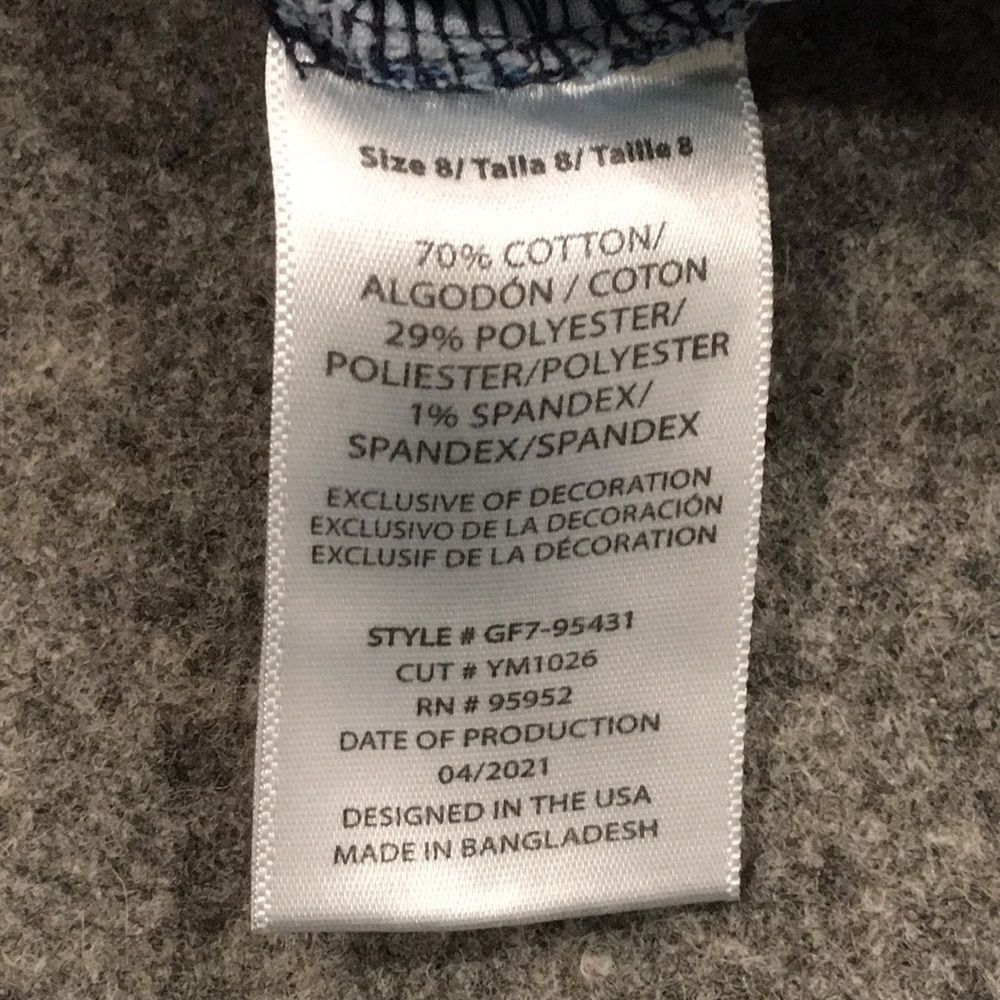 Size 8/ Talla 8/ Taille 8
70% COTTON/
ALGODÓN / COTON
29% POLYESTER/
POLIESTER/POLYESTER
1% SPANDEX/
SPANDEX/SPANDEX
EXCLUSIVE OF DECORATION
EXCLUSIVO DE LA DECORACIÓN
EXCLUSIF DE LA DÉCORATION
STYLE # GF7-95431
CUT # YM1026
RN # 95952
DATE OF PRODUCTION
04/2021
DESIGNED IN THE USA
MADE IN BANGLADESH